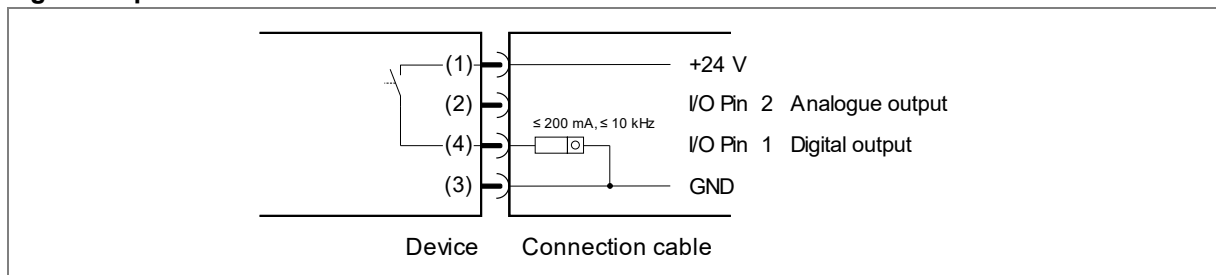 (1) +24 V
(2) I/O Pin 2 Analogue output
≤ 200 mA, ≤ 10 kHz
(4) I/O Pin 1 Digital output
(3) GND
Device Connection cable